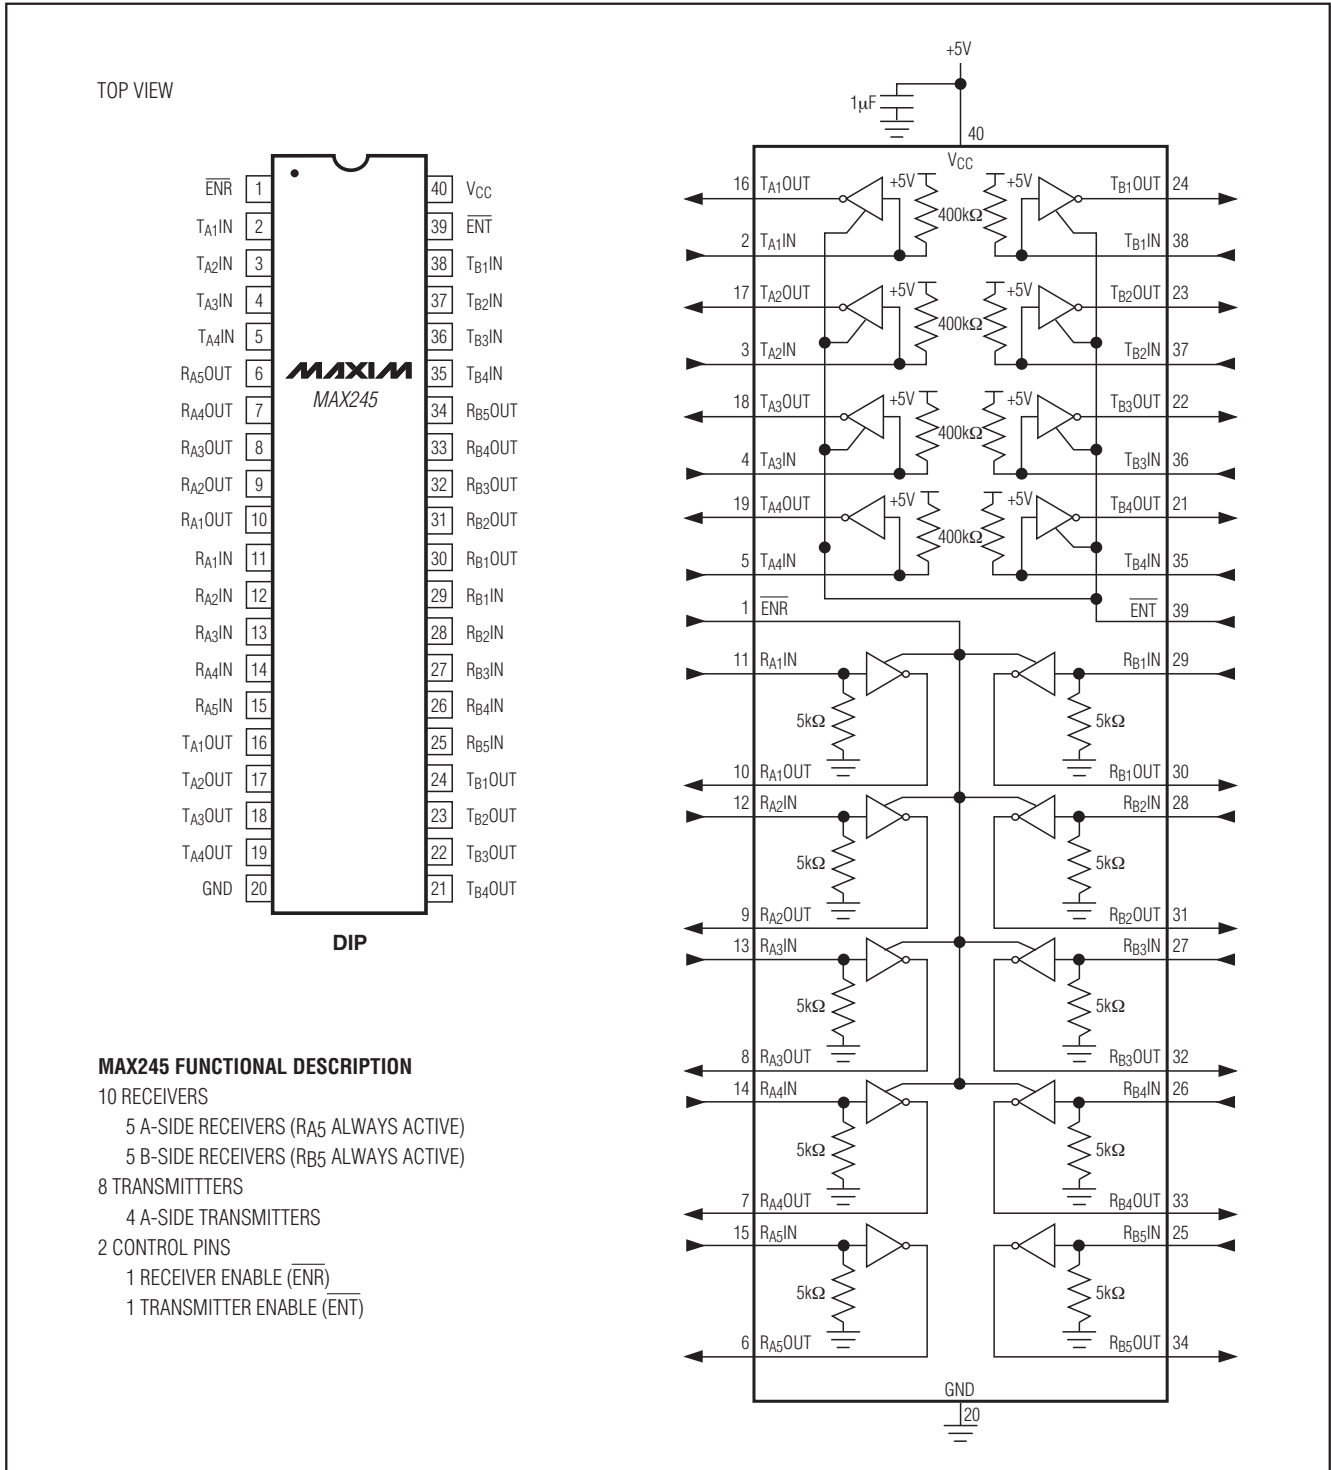 TOP VIEW
ENR 1
TA1IN 2
TA2IN 3
TA3IN 4
TA4IN 5
RA5OUT 6
RA4OUT 7
RA3OUT 8
RA2OUT 9
RA1OUT 10
RA1IN 11
RA2IN 12
RA3IN 13
RA4IN 14
RA5IN 15
TA1OUT 16
TA2OUT 17
TA3OUT 18
TA4OUT 19
GND 20
MAXIM
MAX245
40 VCC
39 ENT
38 TB1IN
37 TB2IN
36 TB3IN
35 TB4IN
34 RB5OUT
33 RB4OUT
32 RB3OUT
31 RB2OUT
30 RB1OUT
29 RB1IN
28 RB2IN
27 RB3IN
26 RB4IN
25 RB5IN
24 TB1OUT
23 TB2OUT
22 TB3OUT
21 TB4OUT
DIP
MAX245 FUNCTIONAL DESCRIPTION
10 RECEIVERS
5 A-SIDE RECEIVERS (RA5 ALWAYS ACTIVE)
5 B-SIDE RECEIVERS (RB5 ALWAYS ACTIVE)
8 TRANSMITTTERS
4 A-SIDE TRANSMITTERS
2 CONTROL PINS
1 RECEIVER ENABLE (ENR)
1 TRANSMITTER ENABLE (ENT)
+5V
1µF
40
VCC
16 TA1OUT +5V +5V TB1OUT 24
400kΩ
2 TA1IN TB1IN 38
17 TA2OUT +5V +5V TB2OUT 23
400kΩ
3 TA2IN TB2IN 37
18 TA3OUT +5V +5V TB3OUT 22
400kΩ
4 TA3IN TB3IN 36
19 TA4OUT +5V +5V TB4OUT 21
400kΩ
5 TA4IN TB4IN 35
1 ENR ENT 39
11 RA1IN RB1IN 29
5kΩ 5kΩ
10 RA1OUT RB1OUT 30
12 RA2IN RB2IN 28
5kΩ 5kΩ
9 RA2OUT RB2OUT 31
13 RA3IN RB3IN 27
5kΩ 5kΩ
8 RA3OUT RB3OUT 32
14 RA4IN RB4IN 26
5kΩ 5kΩ
7 RA4OUT RB4OUT 33
15 RA5IN RB5IN 25
5kΩ 5kΩ
6 RA5OUT RB5OUT 34
GND
20